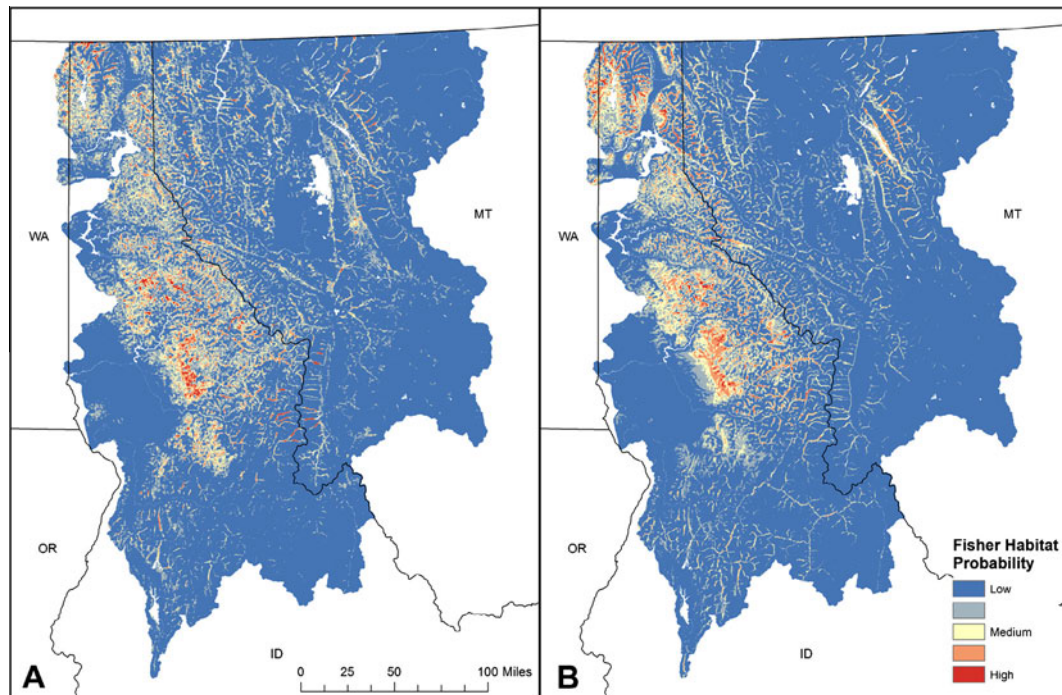 MT
WA
OR
ID
A
0 25 50 100 Miles
MT
WA
OR
ID
B
Fisher Habitat
Probability
Low
Medium
High